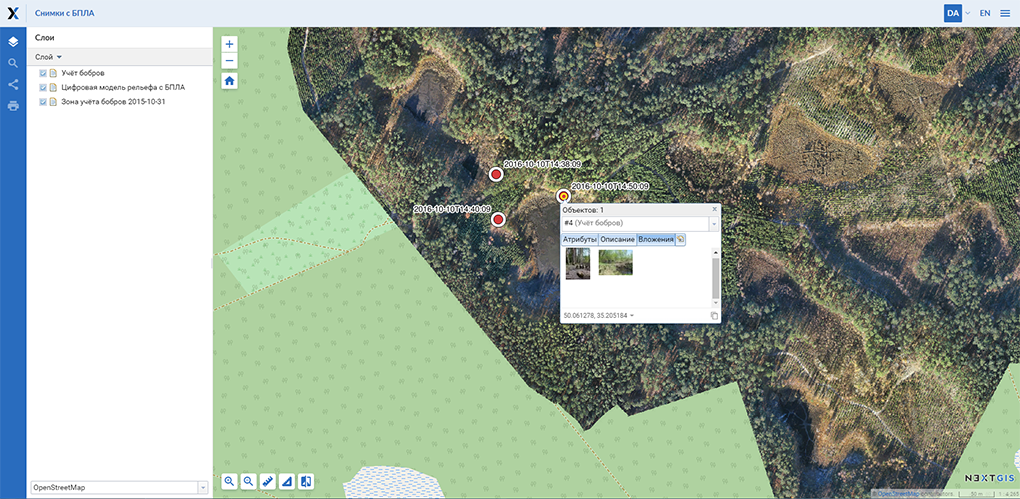 X Снимки с БПЛА
DA EN
Слои
Слой
Учёт бобров
Цифровая модель рельефа с БПЛА
Зона учёта бобров 2015-10-31
+
−
2016-10-10T14:38:09
2016-10-10T14:50:09
2016-10-10T14:40:09
Объектов: 1
#4 (Учёт бобров)
Атрибуты Описание Вложения
50.061278, 35.205184
NEXTGIS
OpenStreetMap
© OpenStreetMap contributors